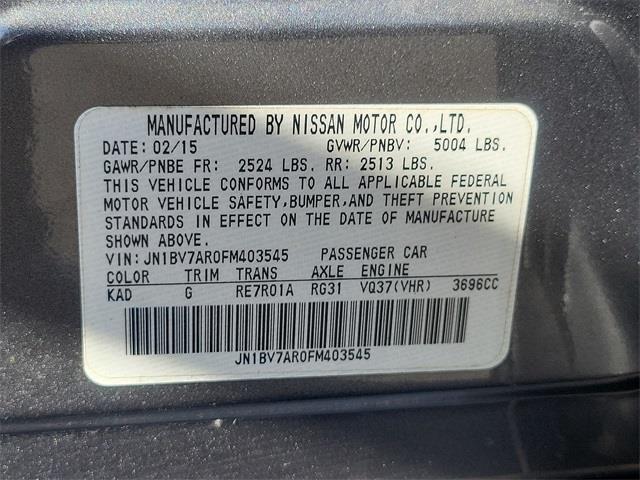 MANUFACTURED BY NISSAN MOTOR CO.,LTD.
DATE: 02/15 GVWR/PNBV: 5004 LBS.
GAWR/PNBE FR: 2524 LBS. RR: 2513 LBS.
THIS VEHICLE CONFORMS TO ALL APPLICABLE FEDERAL
MOTOR VEHICLE SAFETY,BUMPER,AND THEFT PREVENTION
STANDARDS IN EFFECT ON THE DATE OF MANUFACTURE
SHOWN ABOVE.
VIN: JN1BV7AR0FM403545 PASSENGER CAR
COLOR TRIM TRANS AXLE ENGINE
KAD G RE7R01A RG31 VQ37(VHR) 3696CC
JN1BV7AR0FM403545